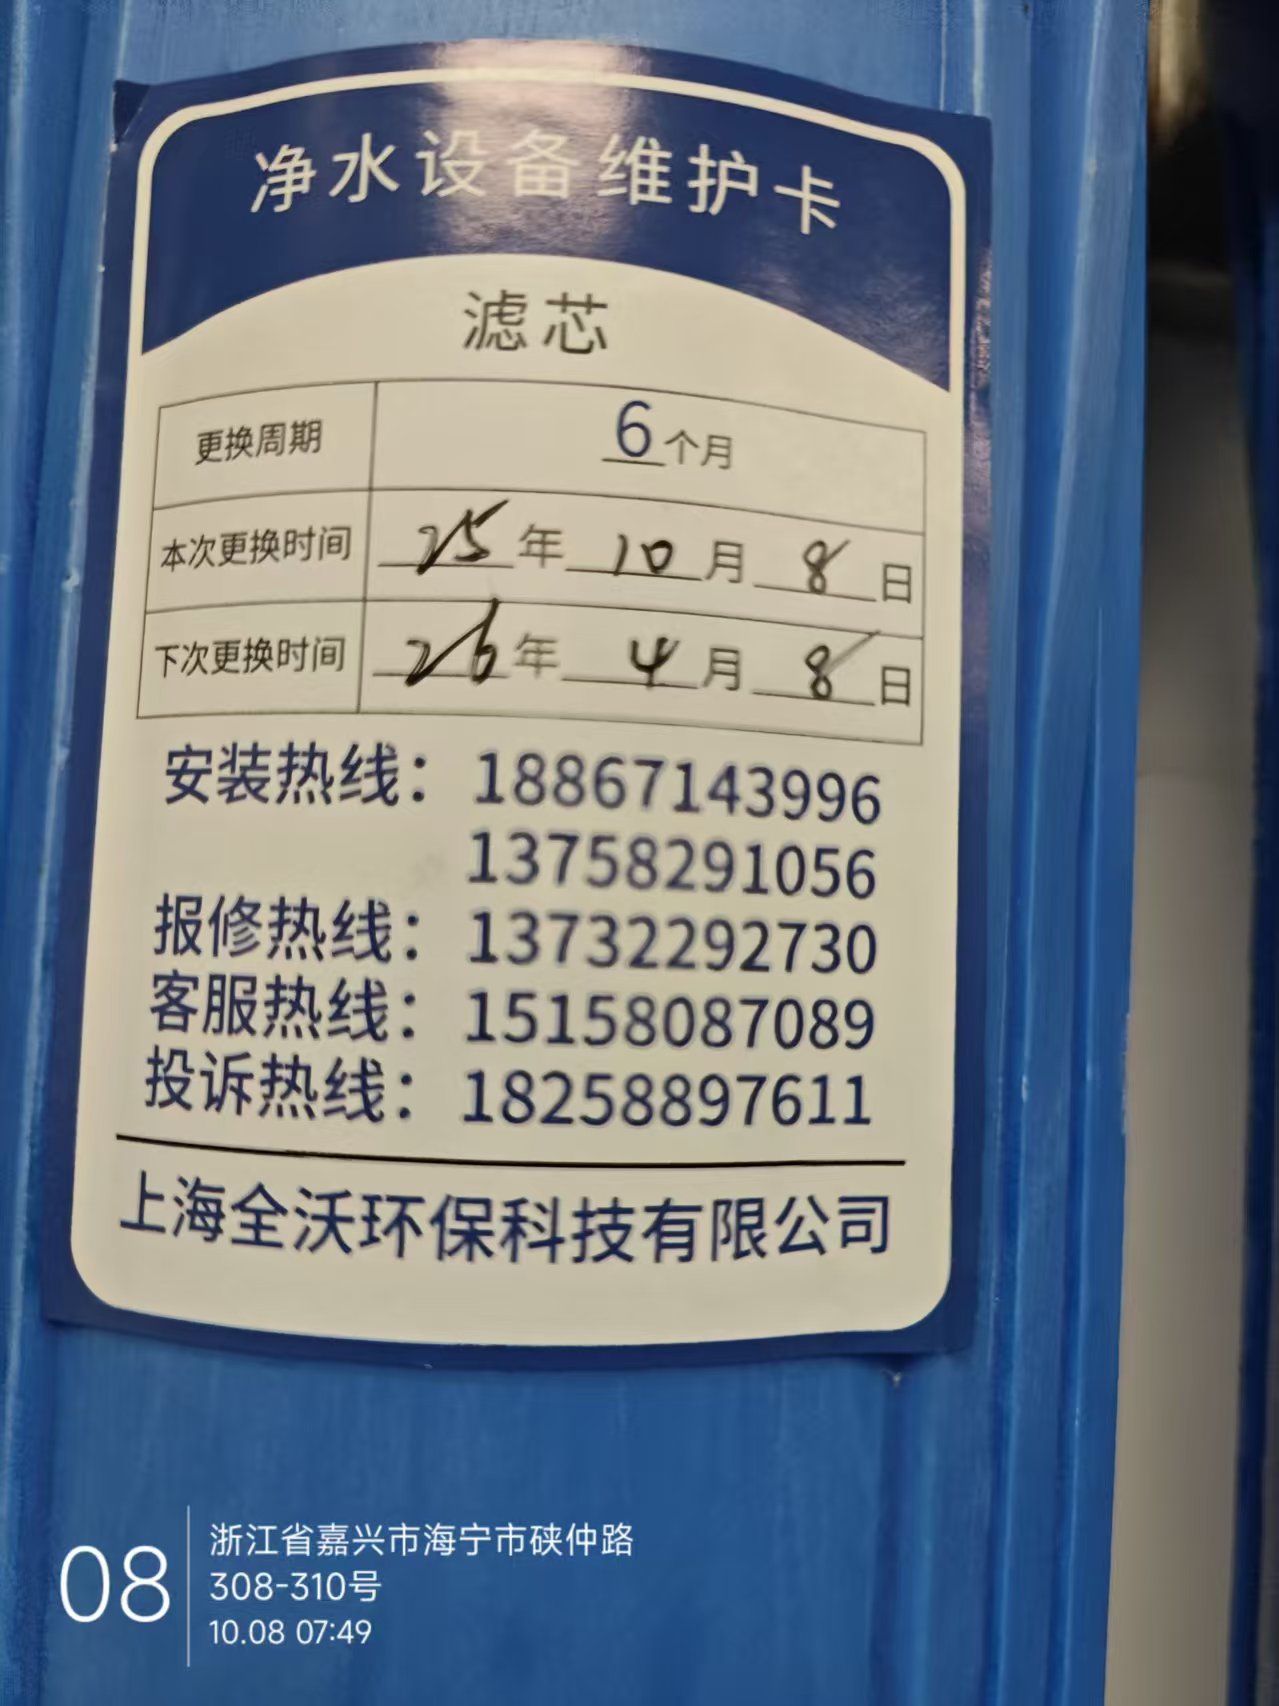 净水设备维护卡
滤芯
更换周期 6个月
本次更换时间 25年10月8日
下次更换时间 26年4月8日
安装热线：18867143996
13758291056
报修热线：13732292730
客服热线：15158087089
投诉热线：18258897611
上海全沃环保科技有限公司
08
浙江省嘉兴市海宁市硖仲路
308-310号
10.08 07:49